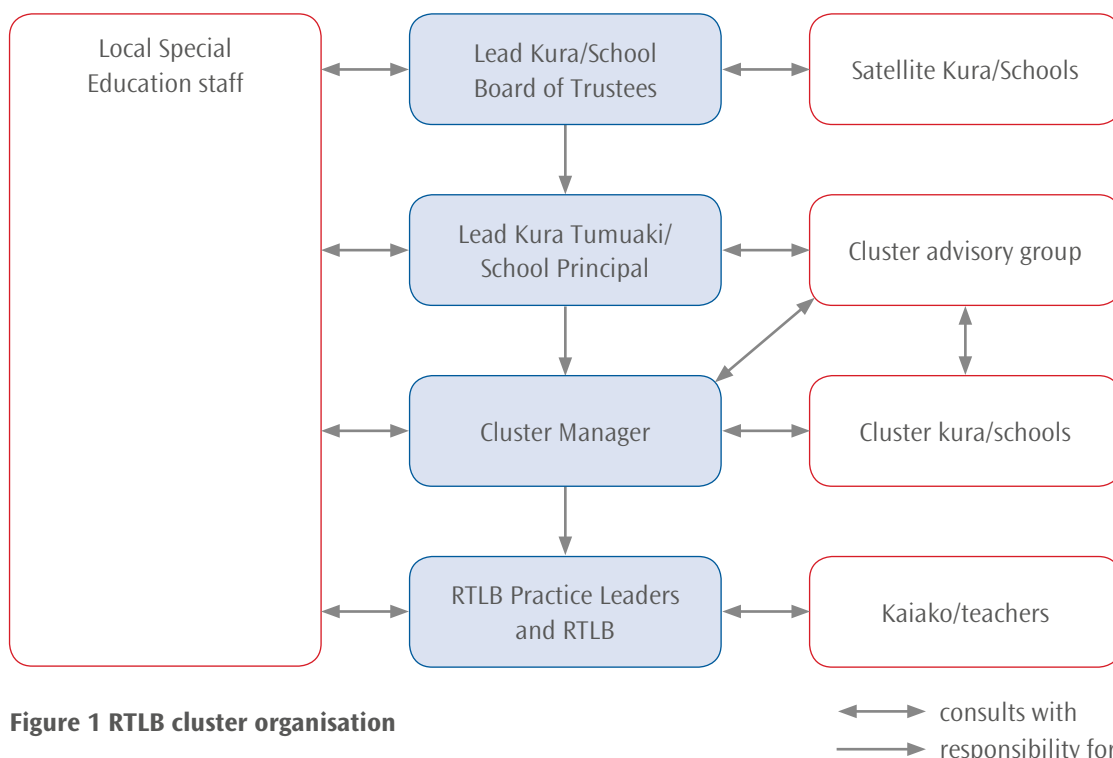 Local Special
Education staff
Lead Kura/School
Board of Trustees
Satellite Kura/Schools
Lead Kura Tumuaki/
School Principal
Cluster advisory group
Cluster Manager
Cluster kura/schools
RTLB Practice Leaders
and RTLB
Kaiako/teachers
Figure 1 RTLB cluster organisation
consults with
responsibility for